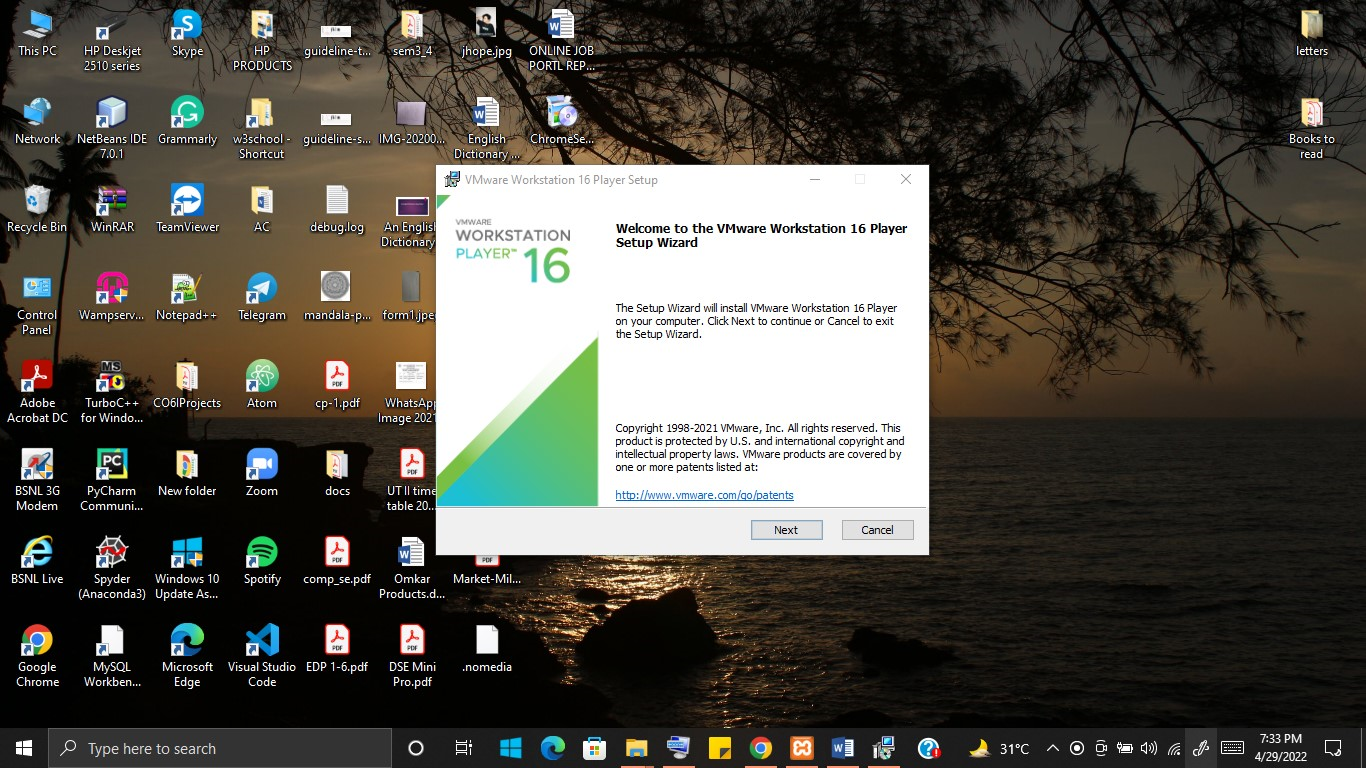 This PC
HP Deskjet
2510 series
Skype
HP
PRODUCTS
guideline-t...
sem3_4
jhope.jpg
ONLINE JOB
PORTL REP...
letters
Network
NetBeans IDE
7.0.1
Grammarly
w3school -
Shortcut
guideline-s...
IMG-20200...
English
Dictionary ...
ChromeSe...
Books to
read
Recycle Bin
WinRAR
TeamViewer
AC
debug.log
An English
Dictionary
Control
Panel
Wampserv...
Notepad++
Telegram
mandala-p...
form1.jpeg
Adobe
Acrobat DC
TurboC++
for Windo...
CO6IProjects
Atom
cp-1.pdf
WhatsApp
Image 2021
BSNL 3G
Modem
PyCharm
Communi...
New folder
Zoom
docs
UT II time
table 20...
BSNL Live
Spyder
(Anaconda3)
Windows 10
Update As...
Spotify
comp_se.pdf
Omkar
Products.d...
Market-Mil...
Google
Chrome
MySQL
Workben...
Microsoft
Edge
Visual Studio
Code
EDP 1-6.pdf
DSE Mini
Pro.pdf
.nomedia
VMware Workstation 16 Player Setup
VMWARE
WORKSTATION
PLAYER™ 16
Welcome to the VMware Workstation 16 Player
Setup Wizard
The Setup Wizard will install VMware Workstation 16 Player
on your computer. Click Next to continue or Cancel to exit
the Setup Wizard.
Copyright 1998-2021 VMware, Inc. All rights reserved. This
product is protected by U.S. and international copyright and
intellectual property laws. VMware products are covered by
one or more patents listed at:
http://www.vmware.com/go/patents
Next
Cancel
Type here to search
31°C
7:33 PM
4/29/2022